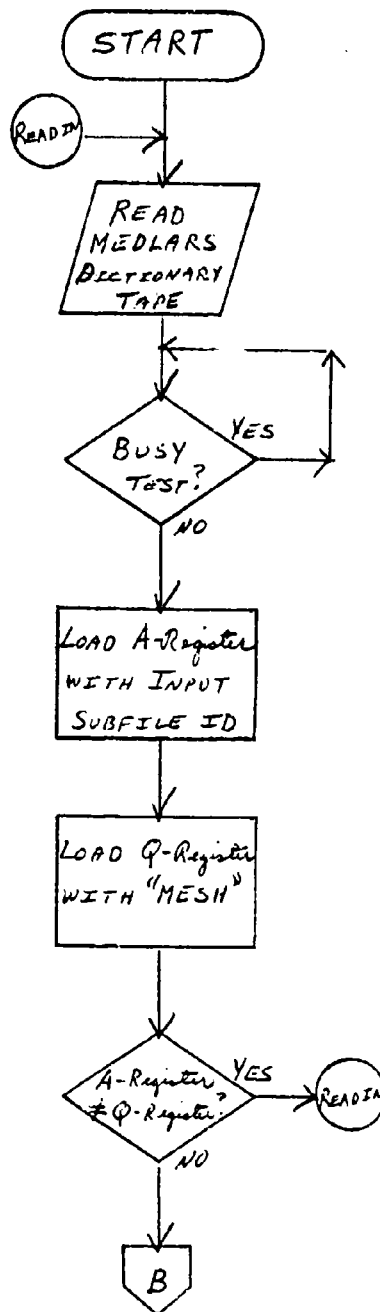 START
READ IN
READ
MEDLARS
DICTIONARY
TAPE
YES
BUSY
TEST?
NO
LOAD A-Register
WITH INPUT
SUBFILE ID
LOAD Q-Register
WITH "MESH"
YES
A-Register
≠ Q-Register?
READ IN
NO
B